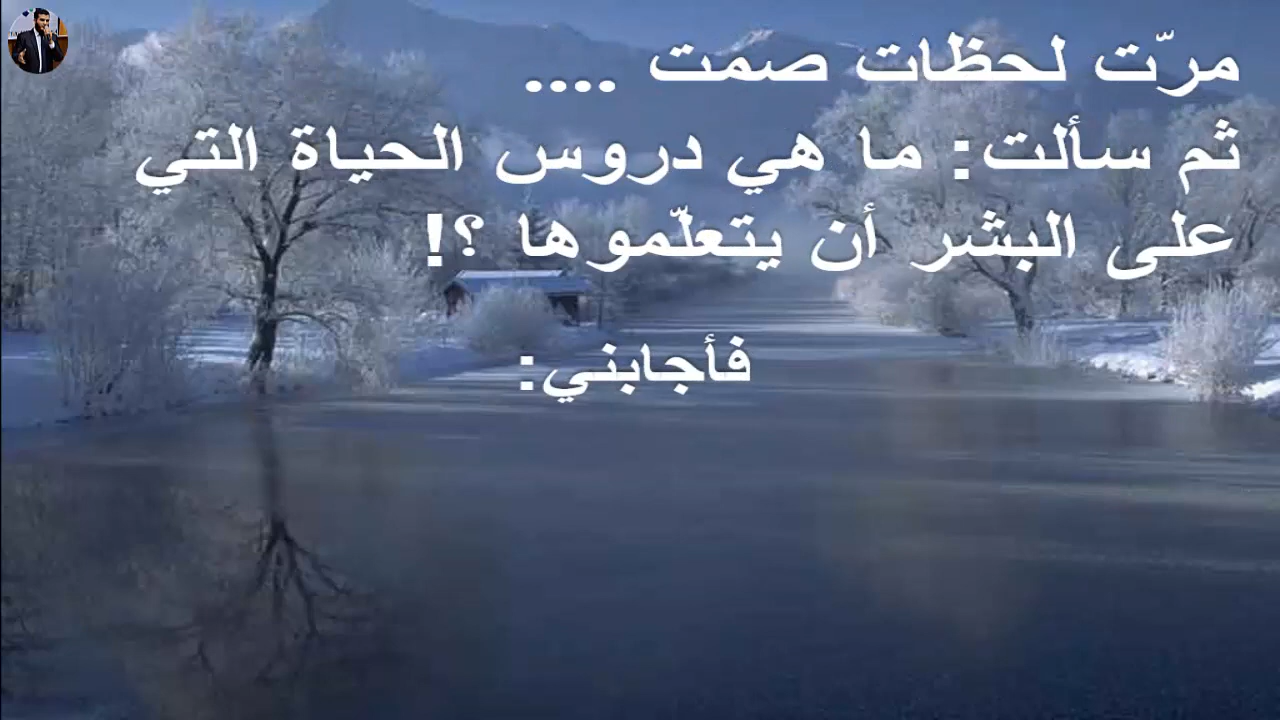 مرّت لحظات صمت ....
ثم سألت: ما هي دروس الحياة التي
على البشر أن يتعلّموها ؟!
فأجابني: